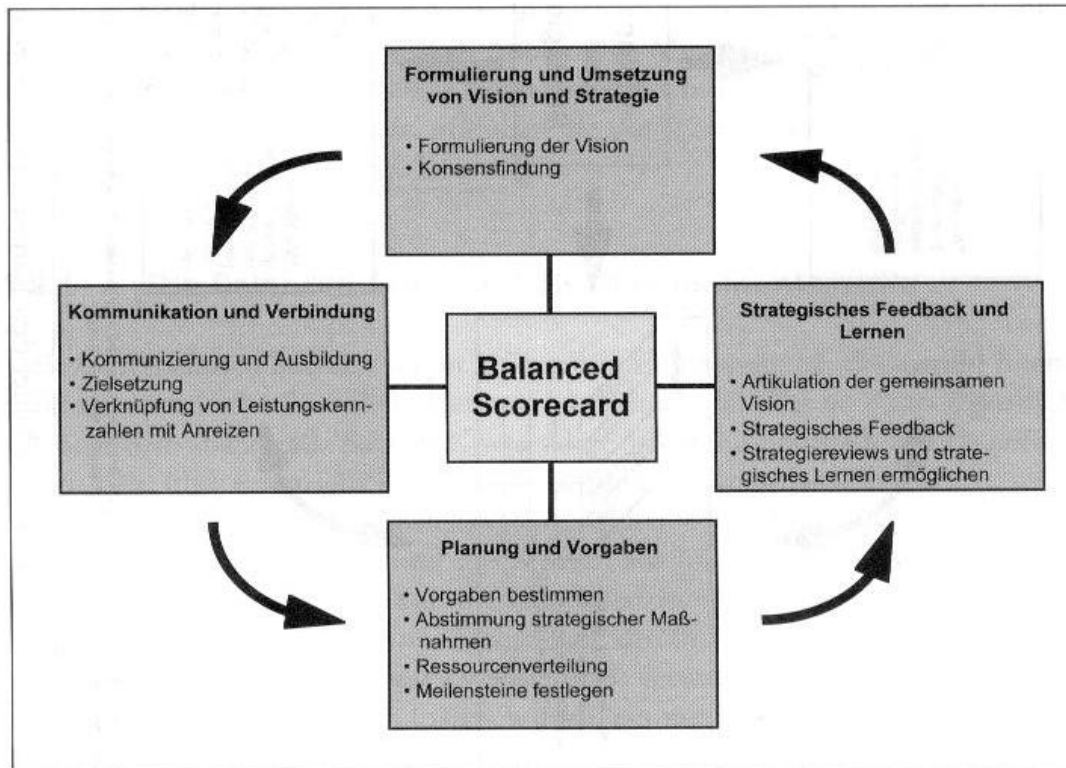 Formulierung und Umsetzung
von Vision und Strategie
• Formulierung der Vision
• Konsensfindung
Kommunikation und Verbindung
• Kommunizierung und Ausbildung
• Zielsetzung
• Verknüpfung von Leistungskenn-
zahlen mit Anreizen
Balanced
Scorecard
Strategisches Feedback und
Lernen
• Artikulation der gemeinsamen
Vision
• Strategisches Feedback
• Strategiereviews und strate-
gisches Lernen ermöglichen
Planung und Vorgaben
• Vorgaben bestimmen
• Abstimmung strategischer Maß-
nahmen
• Ressourcenverteilung
• Meilensteine festlegen